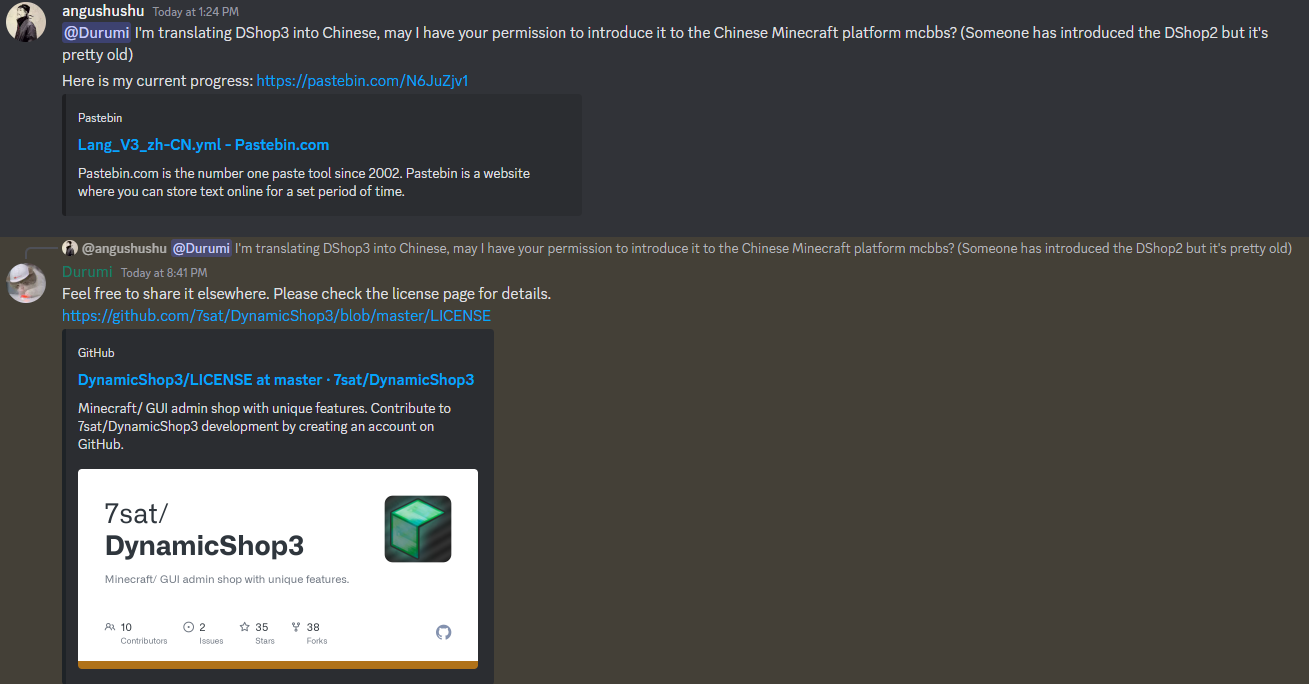 angushushu Today at 1:24 PM
@Durumi I'm translating DShop3 into Chinese, may I have your permission to introduce it to the Chinese Minecraft platform mcbbs? (Someone has introduced the DShop2 but it's
pretty old)
Here is my current progress: https://pastebin.com/N6JuZjv1
Pastebin
Lang_V3_zh-CN.yml - Pastebin.com
Pastebin.com is the number one paste tool since 2002. Pastebin is a website
where you can store text online for a set period of time.
@angushushu @Durumi I'm translating DShop3 into Chinese, may I have your permission to introduce it to the Chinese Minecraft platform mcbbs? (Someone has introduced the DShop2 but it's pretty old)
Durumi Today at 8:41 PM
Feel free to share it elsewhere. Please check the license page for details.
https://github.com/7sat/DynamicShop3/blob/master/LICENSE
GitHub
DynamicShop3/LICENSE at master · 7sat/DynamicShop3
Minecraft/ GUI admin shop with unique features. Contribute to
7sat/DynamicShop3 development by creating an account on
GitHub.
7sat/
DynamicShop3
Minecraft/ GUI admin shop with unique features.
10 2 35 38
Contributors Issues Stars Forks